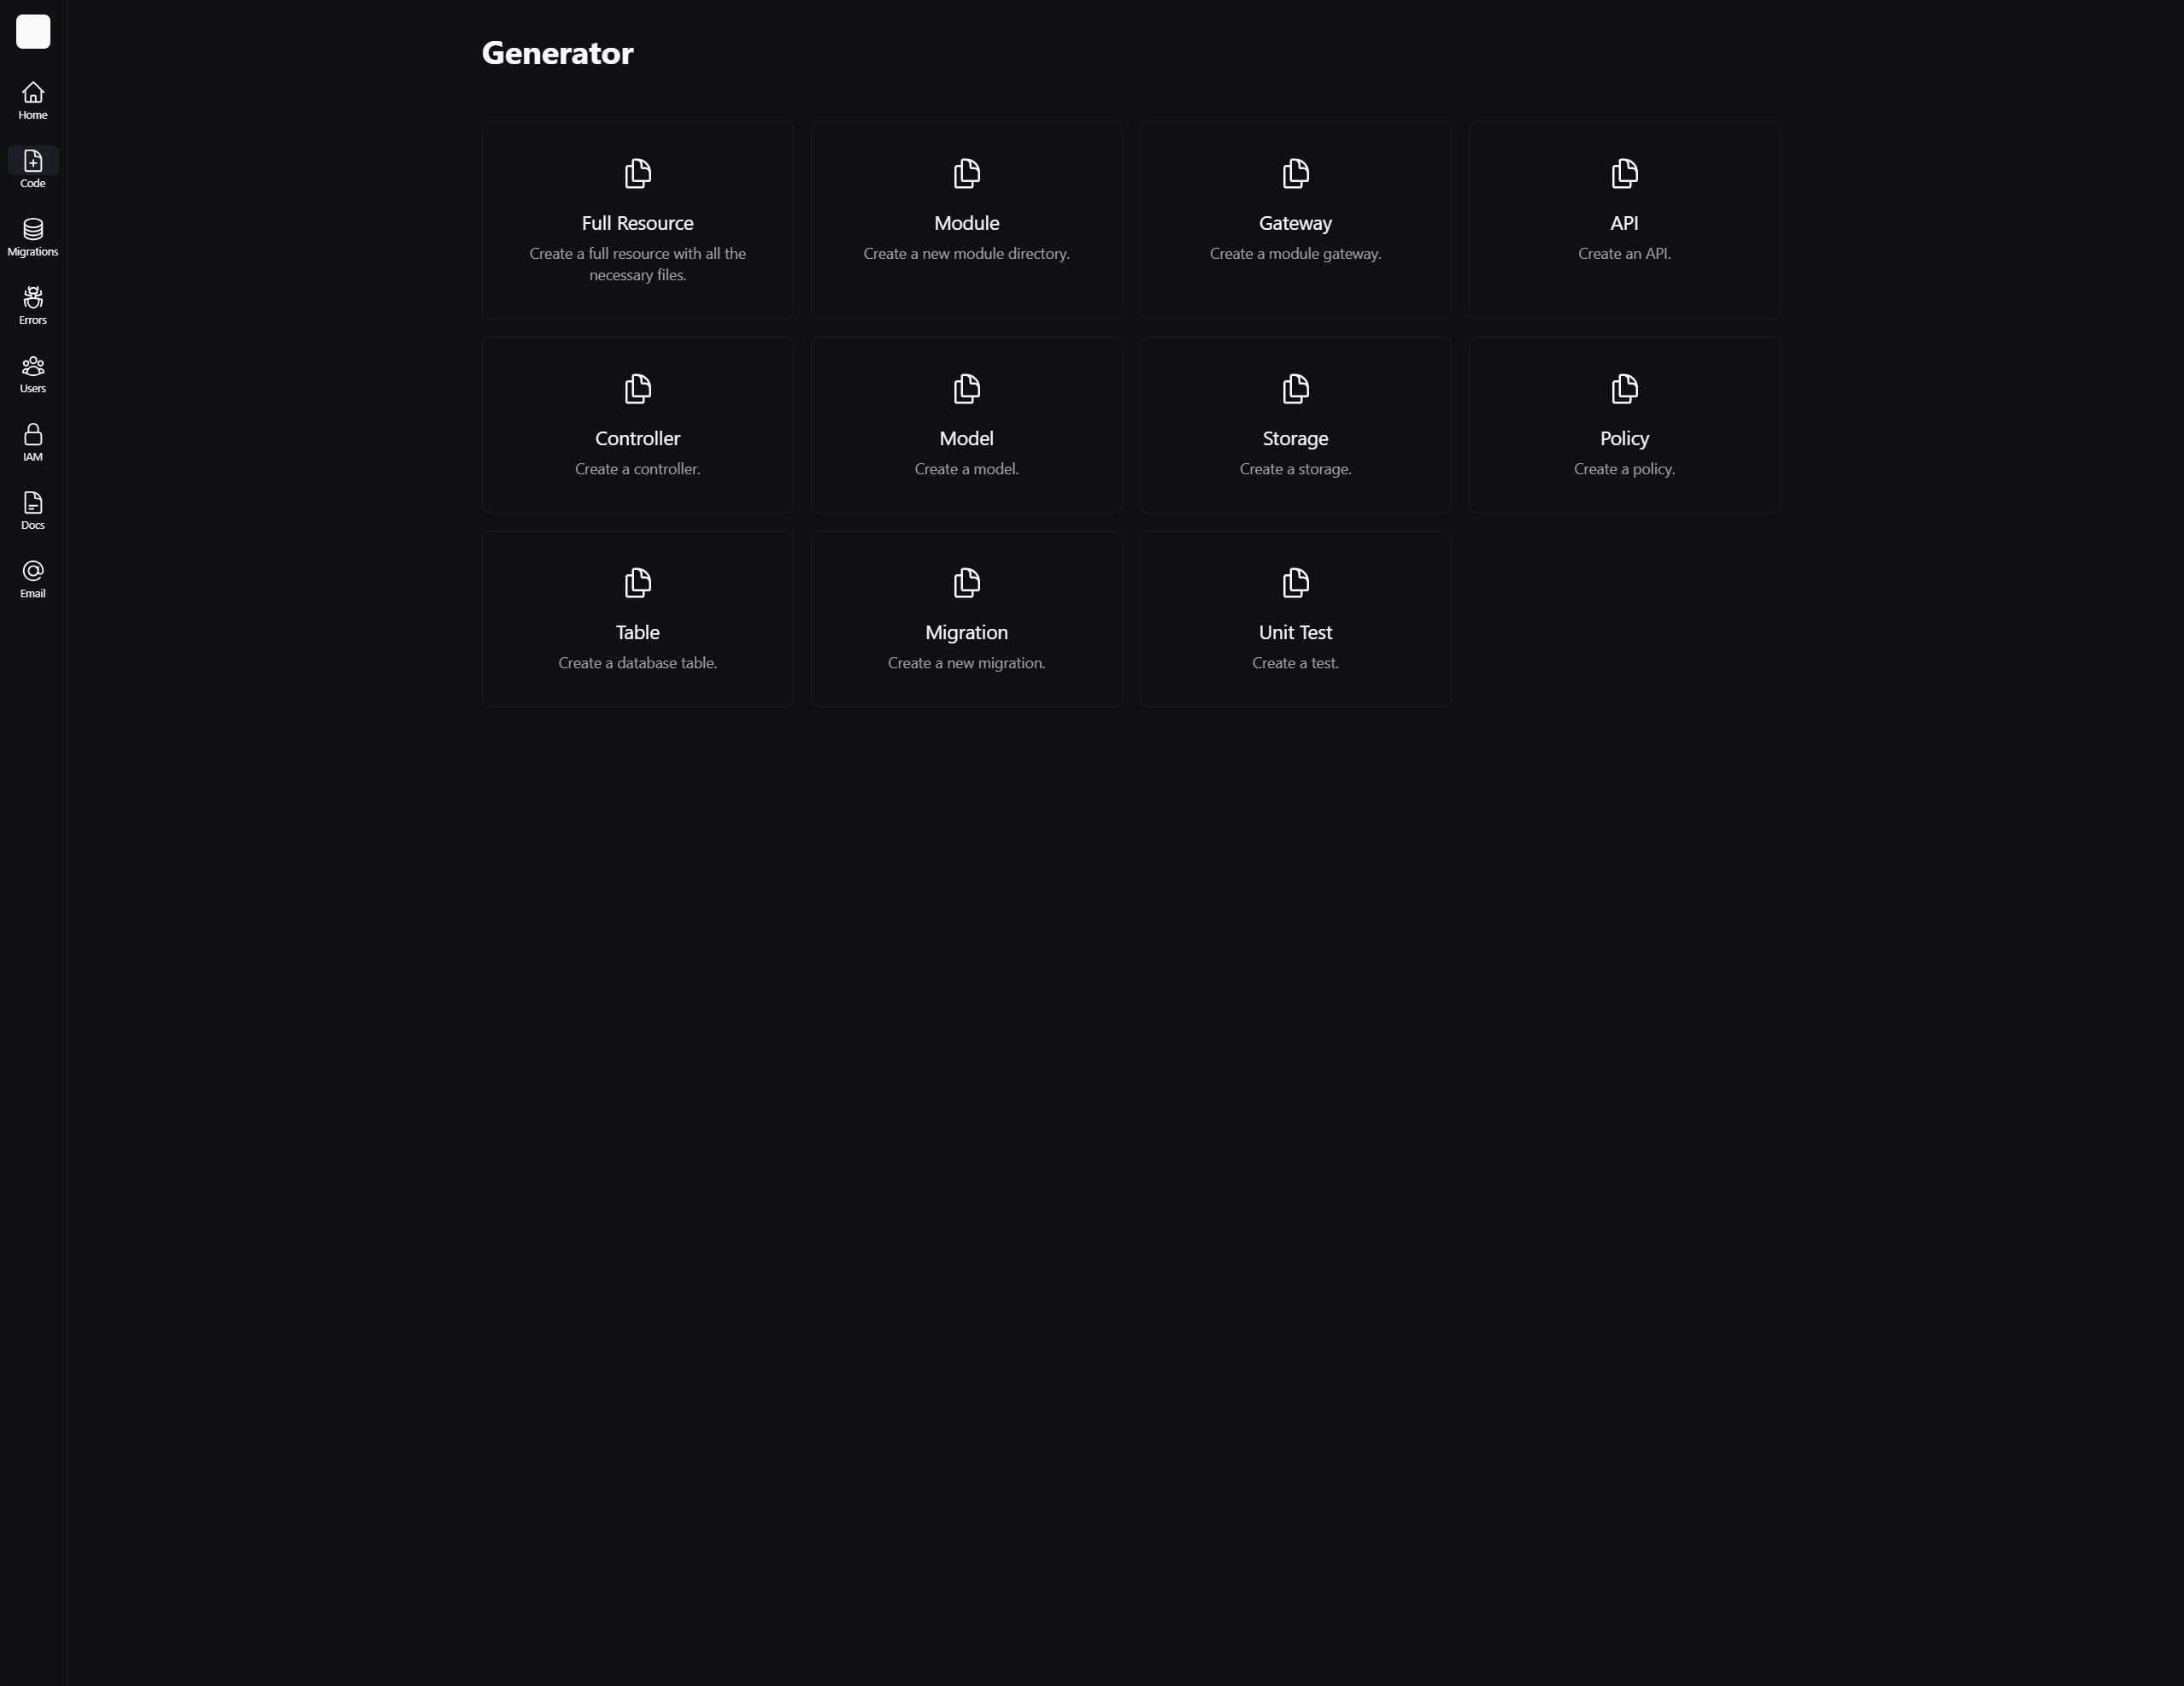 Generator
Home
Code
Migrations
Errors
Users
IAM
Docs
Email
Full Resource
Create a full resource with all the
necessary files.
Module
Create a new module directory.
Gateway
Create a module gateway.
API
Create an API.
Controller
Create a controller.
Model
Create a model.
Storage
Create a storage.
Policy
Create a policy.
Table
Create a database table.
Migration
Create a new migration.
Unit Test
Create a test.